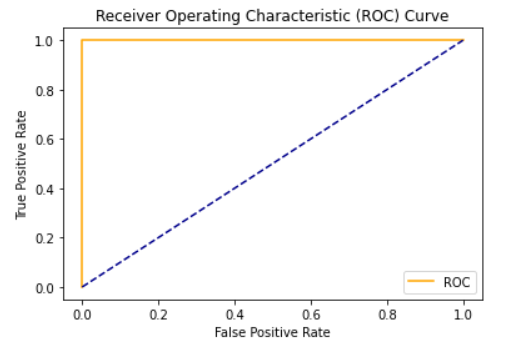 Receiver Operating Characteristic (ROC) Curve
1.0
0.8
0.6
0.4
0.2
0.0
True Positive Rate
ROC
0.0 0.2 0.4 0.6 0.8 1.0
False Positive Rate